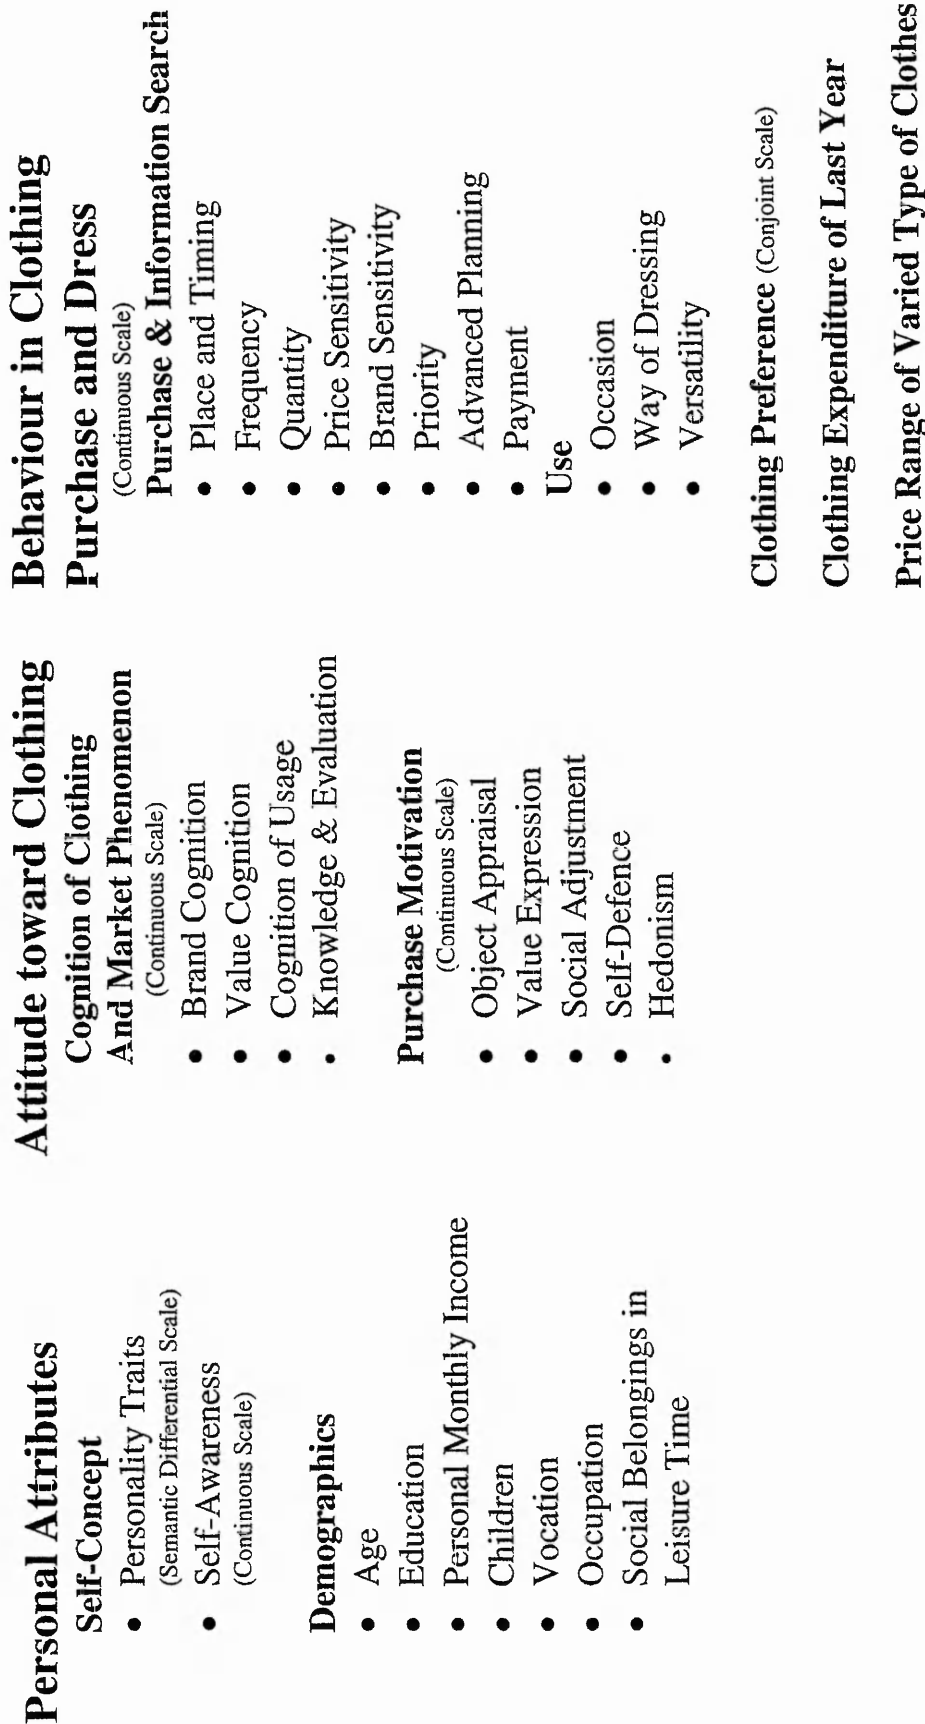 Personal Attributes
Self-Concept
• Personality Traits
(Semantic Differential Scale)
• Self-Awareness
(Continuous Scale)
Demographics
• Age
• Education
• Personal Monthly Income
• Children
• Vocation
• Occupation
• Social Belongings in
Leisure Time
Attitude toward Clothing
Cognition of Clothing
And Market Phenomenon
(Continuous Scale)
• Brand Cognition
• Value Cognition
• Cognition of Usage
• Knowledge & Evaluation
Purchase Motivation
(Continuous Scale)
• Object Appraisal
• Value Expression
• Social Adjustment
• Self-Defence
• Hedonism
Behaviour in Clothing
Purchase and Dress
(Continuous Scale)
Purchase & Information Search
• Place and Timing
• Frequency
• Quantity
• Price Sensitivity
• Brand Sensitivity
• Priority
• Advanced Planning
• Payment
Use
• Occasion
• Way of Dressing
• Versatility
Clothing Preference (Conjoint Scale)
Clothing Expenditure of Last Year
Price Range of Varied Type of Clothes